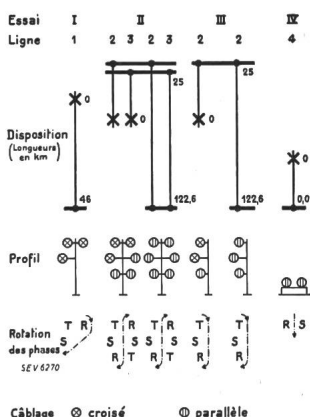 Essai I II III IV
Ligne 1 2 3 2 3 2 2 4
25 25
0 0 0 0 0
Disposition
(Longueurs)
en km
46 122,6 122,6 0,0
Profil
Rotation
des phases
T R T R T R T T R S
S S S S S
R T R T R R
SEV 6270
Câblage ⊗ croisé ⦶ parallèle